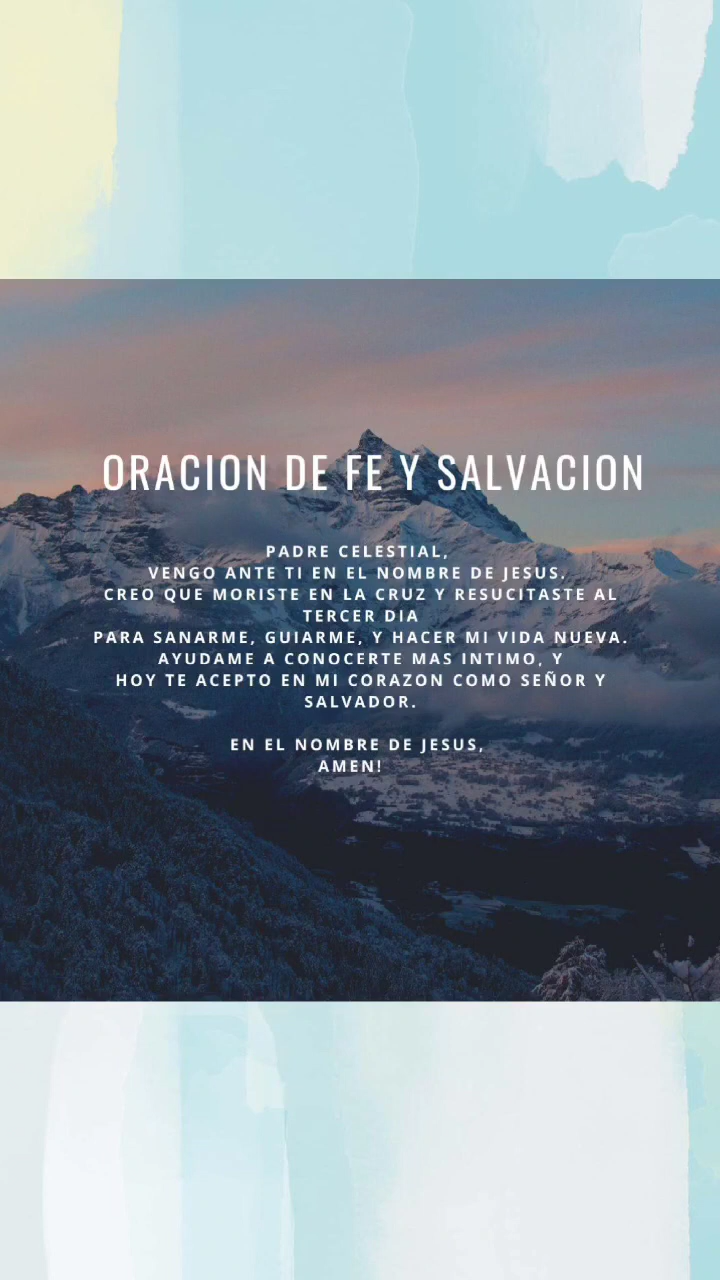 ORACION DE FE Y SALVACION
PADRE CELESTIAL,
VENGO ANTE TI EN EL NOMBRE DE JESUS.
CREO QUE MORISTE EN LA CRUZ Y RESUCITASTE AL
TERCER DIA
PARA SANARME, GUIARME, Y HACER MI VIDA NUEVA.
AYUDAME A CONOCERTE MAS INTIMO, Y
HOY TE ACEPTO EN MI CORAZON COMO SEÑOR Y
SALVADOR.
EN EL NOMBRE DE JESUS,
AMEN!